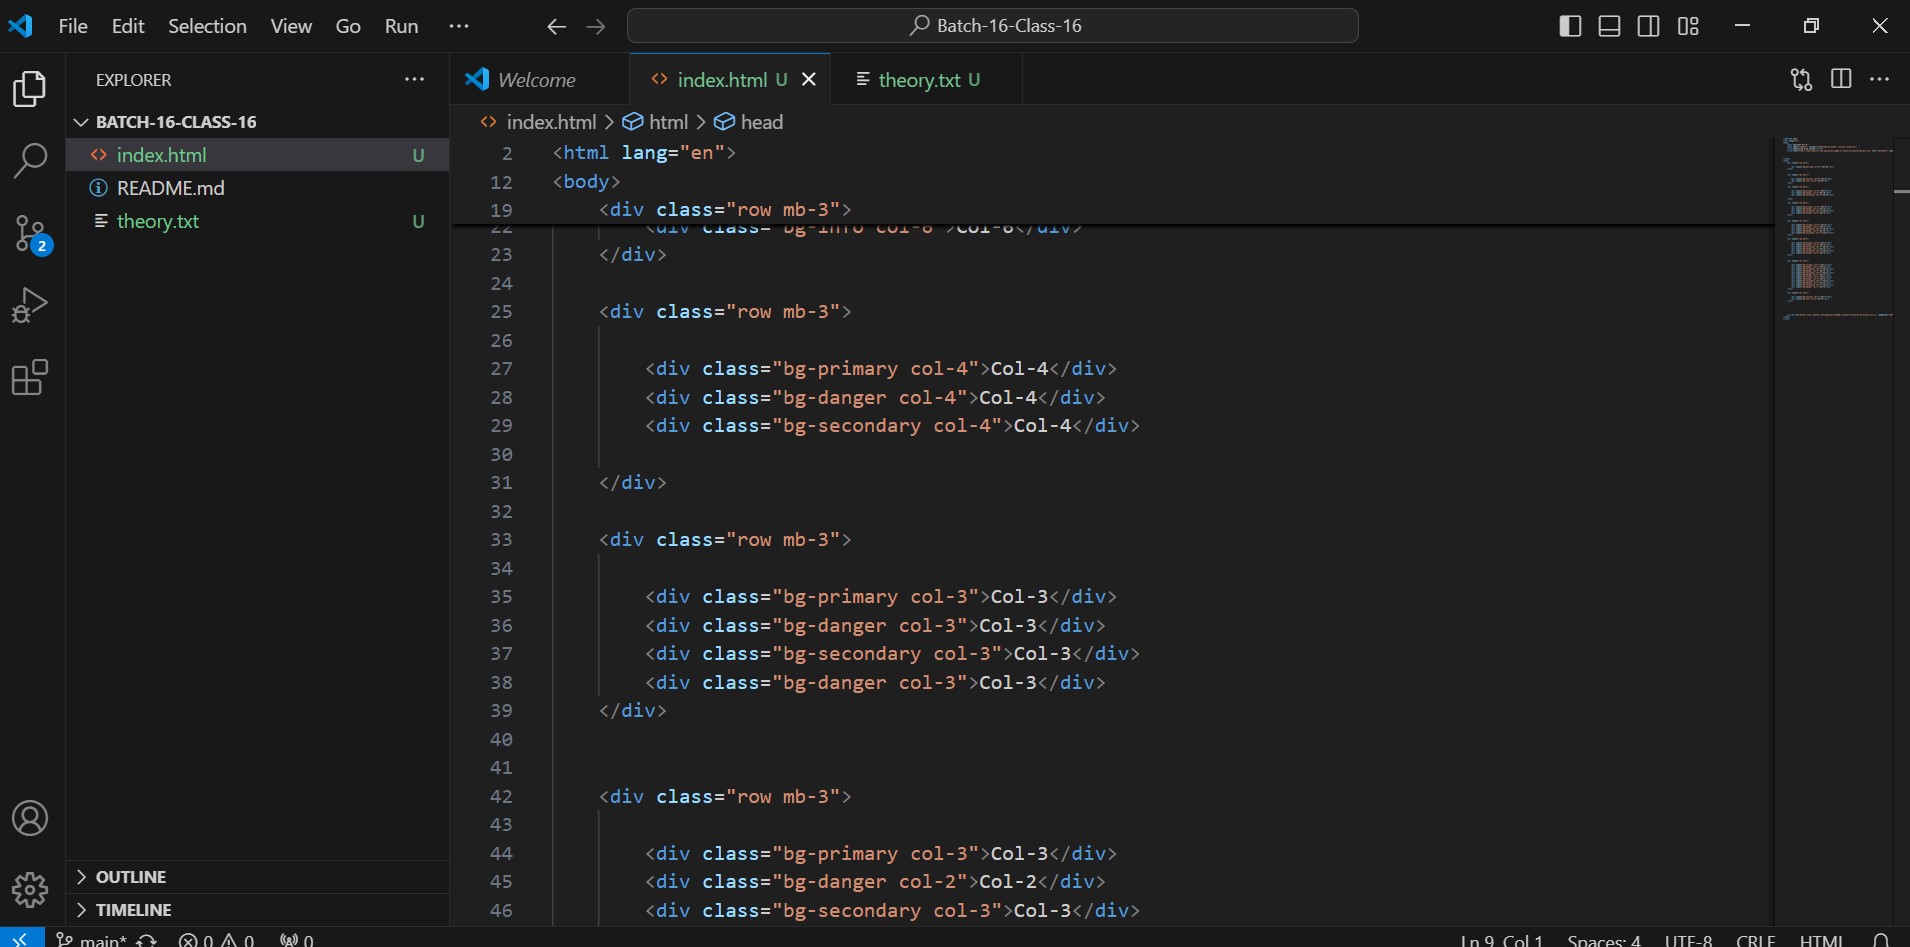 File Edit Selection View Go Run ··· Batch-16-Class-16
EXPLORER ···
BATCH-16-CLASS-16
index.html U
README.md
theory.txt U
2
OUTLINE
TIMELINE
Welcome index.html U theory.txt U
index.html > html > head
2 <html lang="en">
12 <body>
19 <div class="row mb-3">
22 <div class="bg-info col-6">Col-6</div>
23 </div>
24
25 <div class="row mb-3">
26
27 <div class="bg-primary col-4">Col-4</div>
28 <div class="bg-danger col-4">Col-4</div>
29 <div class="bg-secondary col-4">Col-4</div>
30
31 </div>
32
33 <div class="row mb-3">
34
35 <div class="bg-primary col-3">Col-3</div>
36 <div class="bg-danger col-3">Col-3</div>
37 <div class="bg-secondary col-3">Col-3</div>
38 <div class="bg-danger col-3">Col-3</div>
39 </div>
40
41
42 <div class="row mb-3">
43
44 <div class="bg-primary col-3">Col-3</div>
45 <div class="bg-danger col-2">Col-2</div>
46 <div class="bg-secondary col-3">Col-3</div>
main* 0 0 0 Ln 9, Col 1 Spaces: 4 UTF-8 CRLF HTML